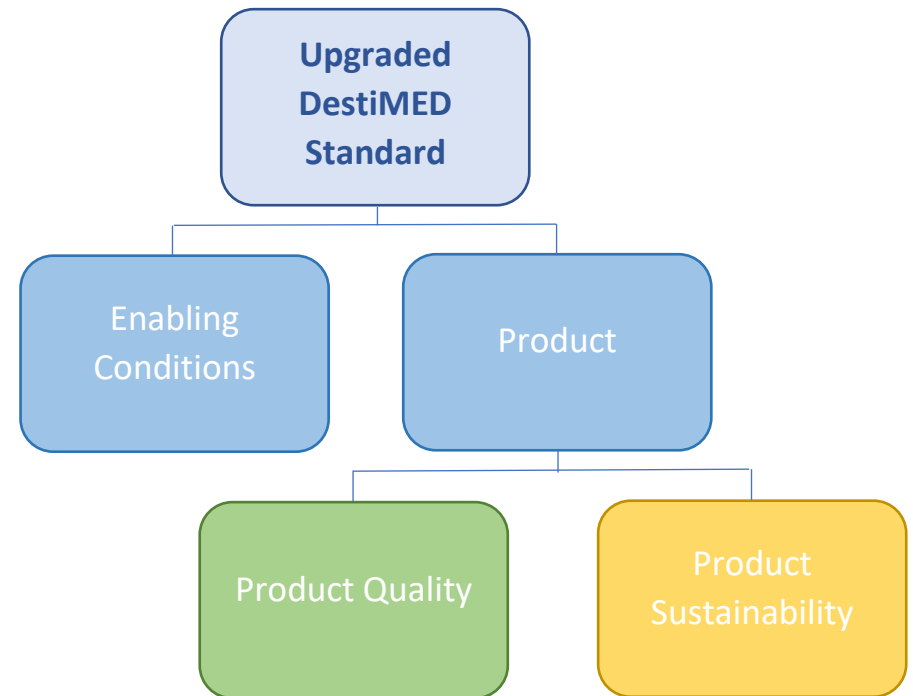 Upgraded
DestiMED
Standard
Enabling
Conditions
Product
Product Quality
Product
Sustainability